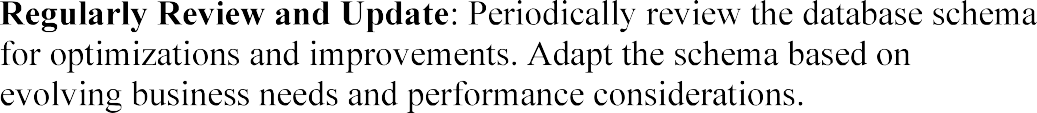 Regularly Review and Update: Periodically review the database schema
for optimizations and improvements. Adapt the schema based on
evolving business needs and performance considerations.